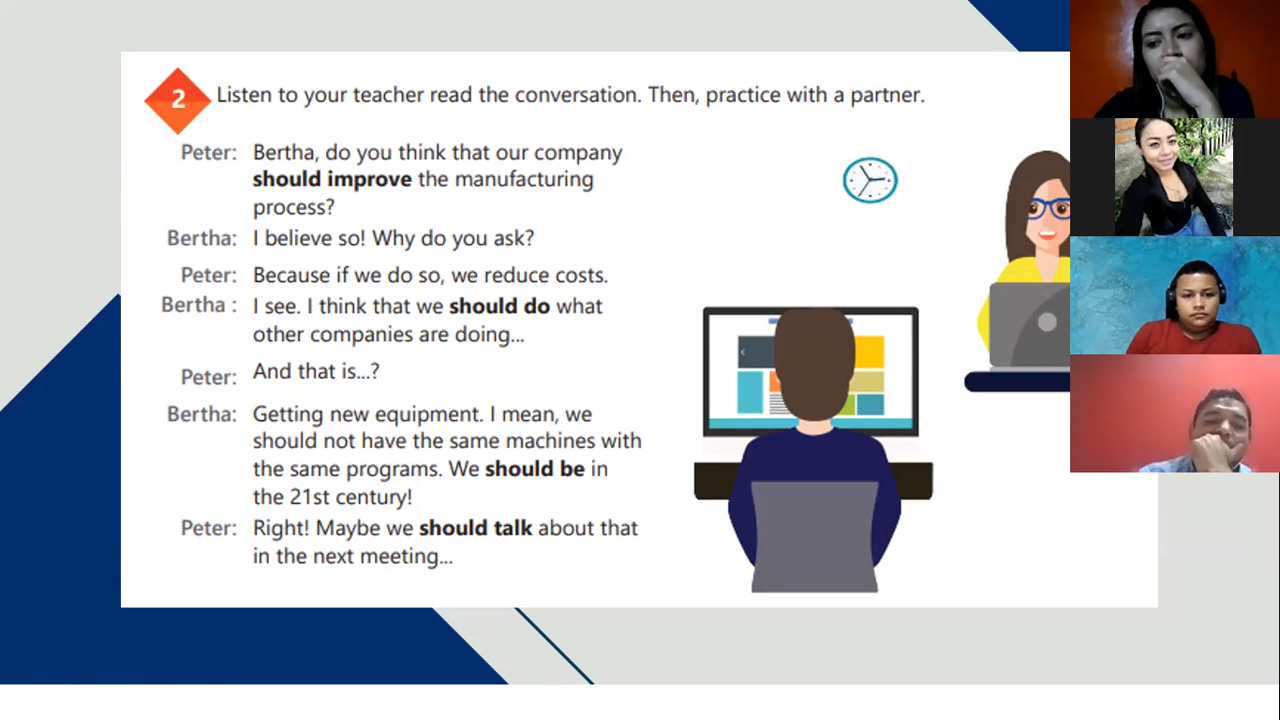 2 Listen to your teacher read the conversation. Then, practice with a partner.
Peter: Bertha, do you think that our company
should improve the manufacturing
process?
Bertha: I believe so! Why do you ask?
Peter: Because if we do so, we reduce costs.
Bertha : I see. I think that we should do what
other companies are doing...
Peter: And that is...?
Bertha: Getting new equipment. I mean, we
should not have the same machines with
the same programs. We should be in
the 21st century!
Peter: Right! Maybe we should talk about that
in the next meeting...